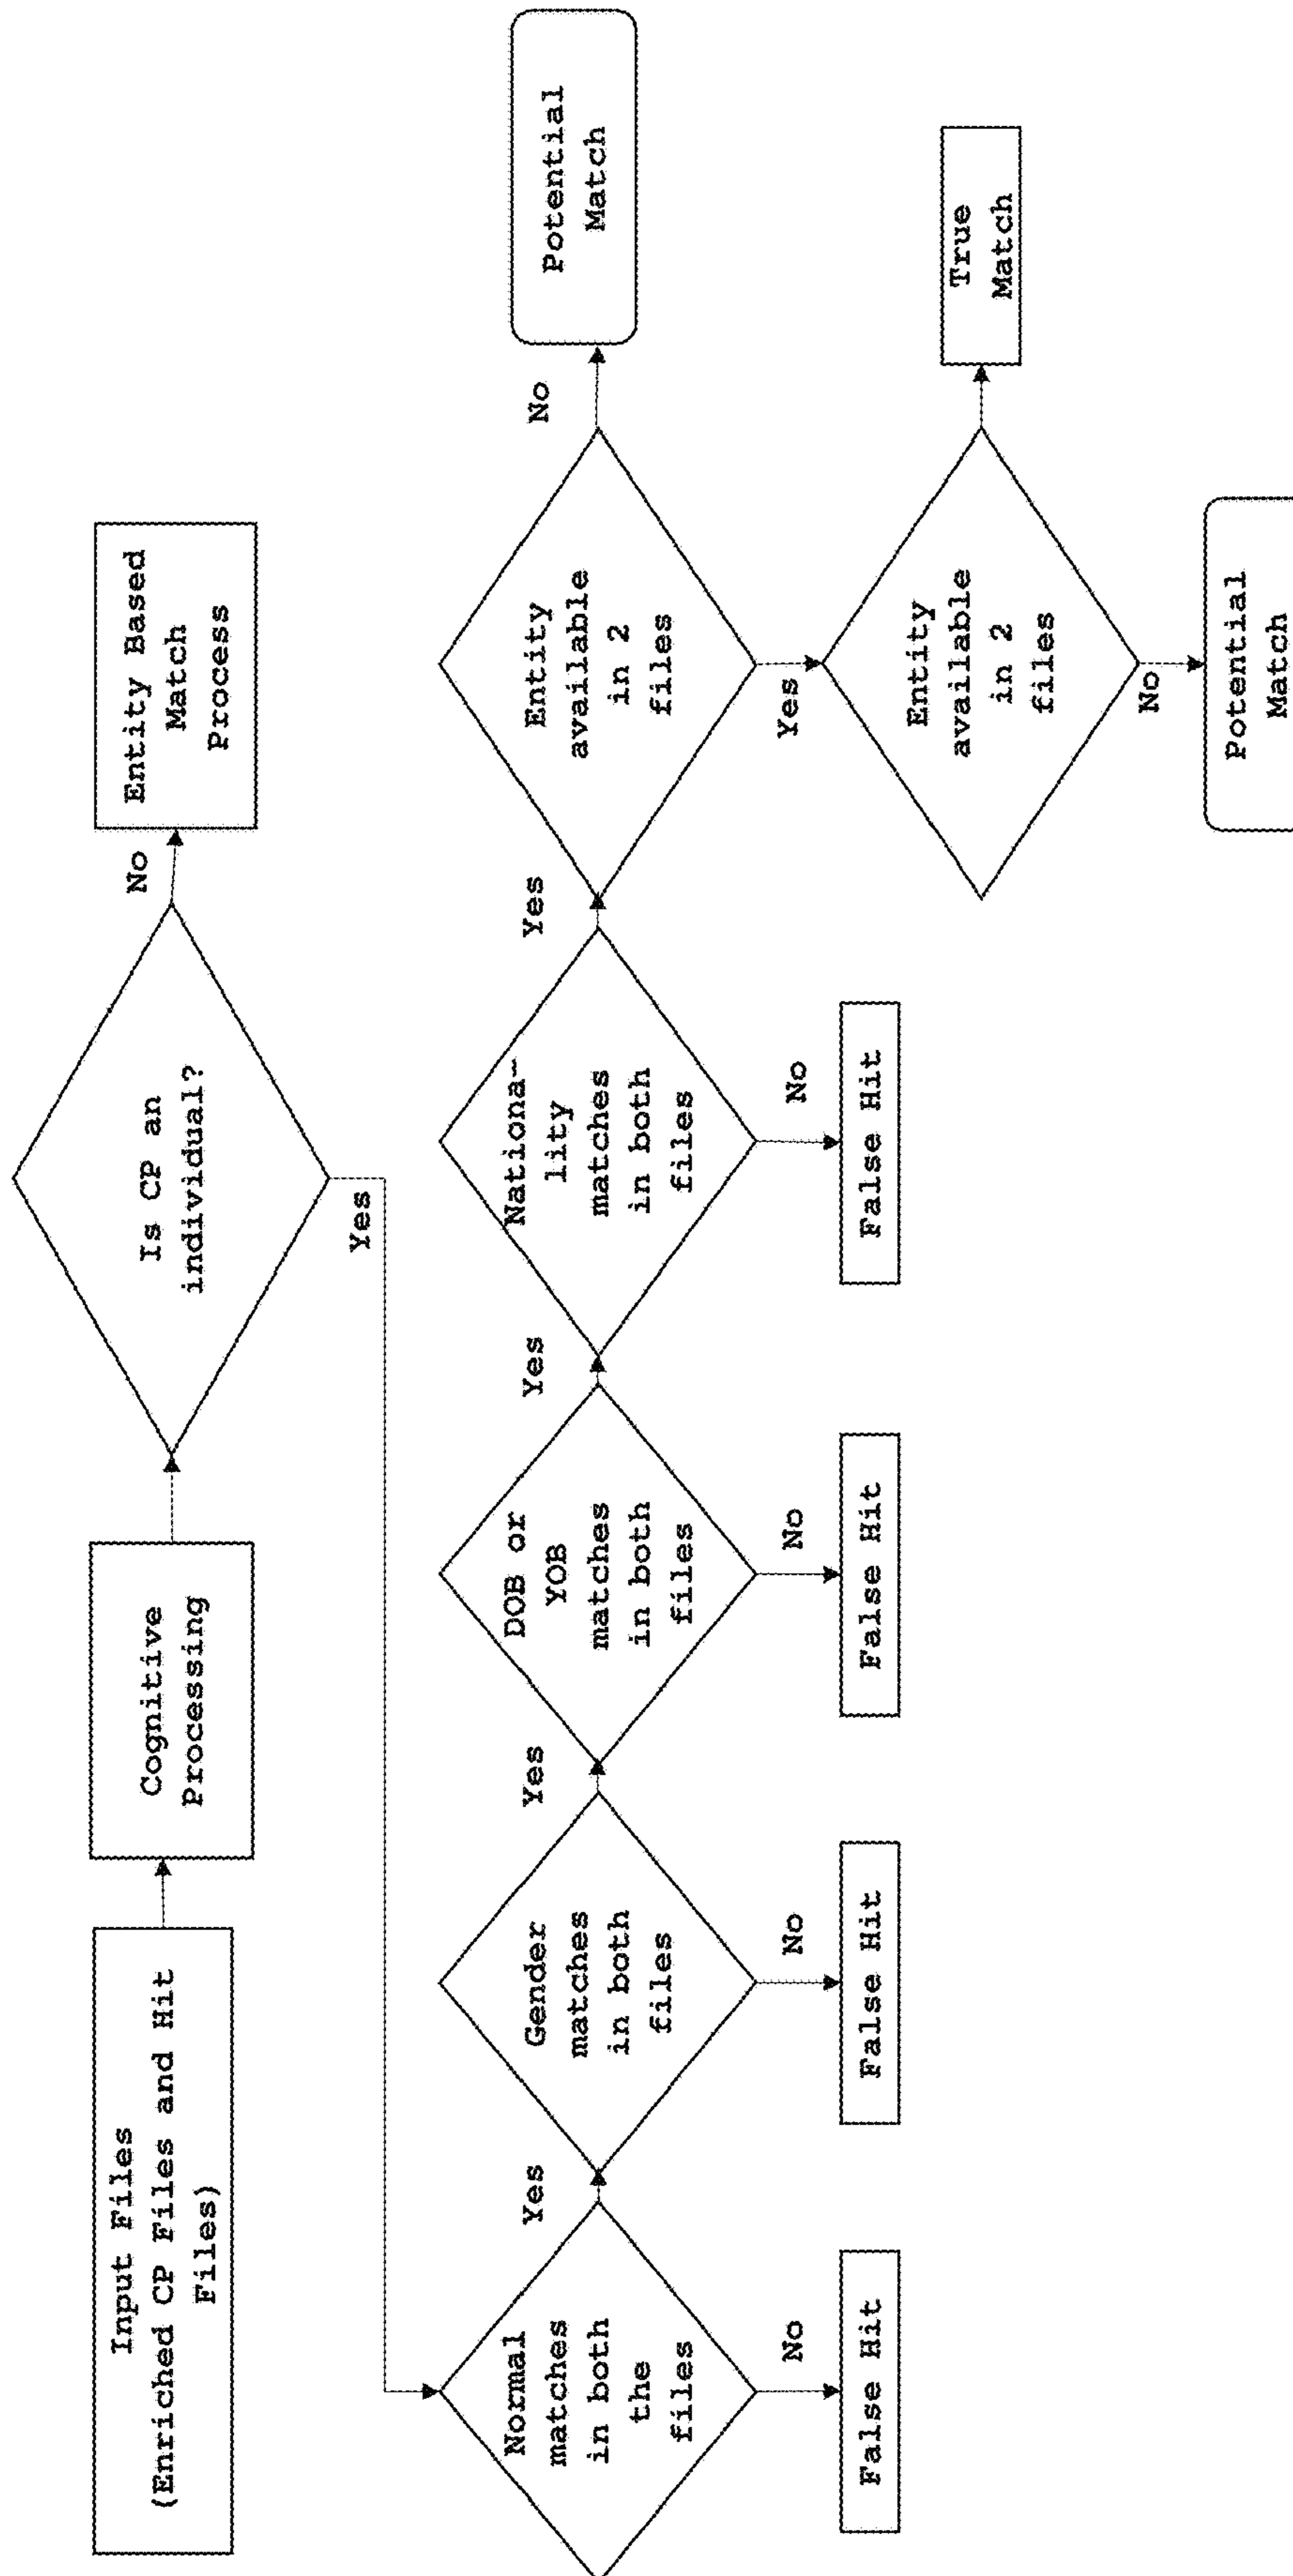 Input Files
(Enriched CP Files and Hit
Files)
Cognitive
Processing
Is CP an
individual?
No
Entity Based
Match
Process
Yes
Normal
matches
in both
the
files
Yes
No
False Hit
Gender
matches
in both
files
Yes
No
False Hit
DOB or
YOB
matches
in both
files
Yes
No
False Hit
Nationa-
lity
matches
in both
files
Yes
No
False Hit
Entity
available
in 2
files
No
Potential
Match
Yes
Entity
available
in 2
files
True
Match
No
Potential
Match